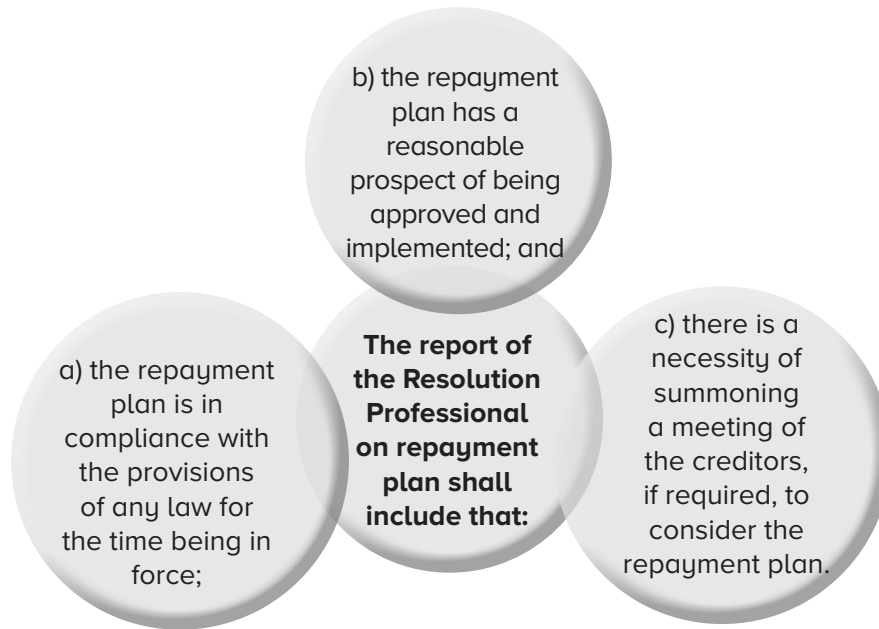 The report of
the Resolution
Professional
on repayment
plan shall
include that:
a) the repayment
plan is in
compliance with
the provisions
of any law for
the time being in
force;
b) the repayment
plan has a
reasonable
prospect of being
approved and
implemented; and
c) there is a
necessity of
summoning
a meeting of
the creditors,
if required, to
consider the
repayment plan.